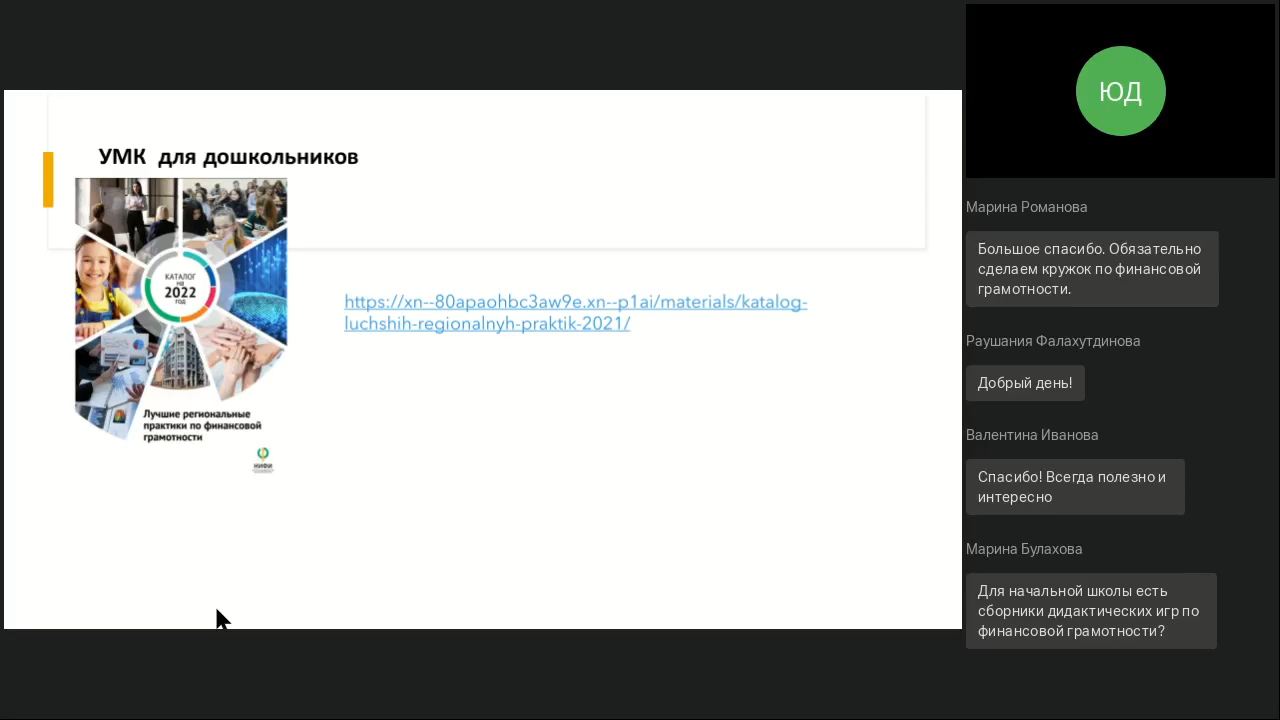 УМК для дошкольников
КАТАЛОГ
на
2022
год
Лучшие региональные
практики по финансовой
грамотности
НИФИ
https://xn--80apaohbc3aw9e.xn--p1ai/materials/katalog-
luchshih-regionalnyh-praktik-2021/
ЮД
Марина Романова
Большое спасибо. Обязательно
сделаем кружок по финансовой
грамотности.
Раушания Фалахутдинова
Добрый день!
Валентина Иванова
Спасибо! Всегда полезно и
интересно
Марина Булахова
Для начальной школы есть
сборники дидактических игр по
финансовой грамотности?